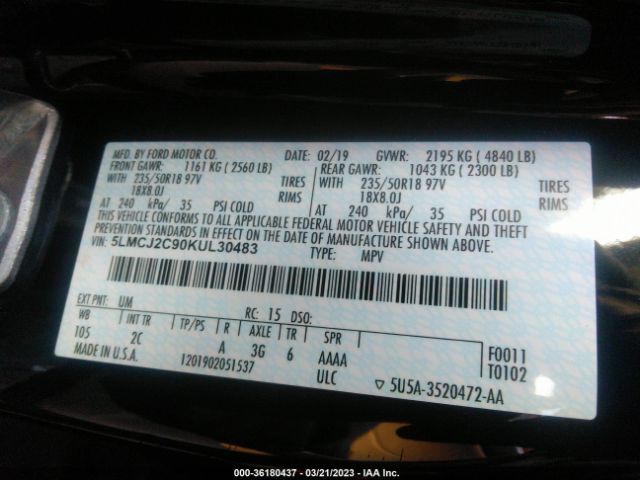 MFD. BY FORD MOTOR CO. DATE: 02/19 GVWR: 2195 KG ( 4840 LB)
FRONT GAWR: 1161 KG ( 2560 LB) REAR GAWR: 1043 KG ( 2300 LB)
WITH 235/50R18 97V TIRES WITH 235/50R18 97V TIRES
18X8.0J RIMS 18X8.0J RIMS
AT 240 kPa/ 35 PSI COLD AT 240 kPa/ 35 PSI COLD
THIS VEHICLE CONFORMS TO ALL APPLICABLE FEDERAL MOTOR VEHICLE SAFETY AND THEFT
PREVENTION STANDARDS IN EFFECT ON THE DATE OF MANUFACTURE SHOWN ABOVE.
VIN: 5LMCJ2C90KUL30483 TYPE: MPV
EXT PNT: UM RC: 15 DSO:
WB INT TR TP/PS R AXLE TR SPR
105 2C A 3G 6 AAAA F0011
MADE IN U.S.A. 1201902051537 ULC T0102
▽ 5U5A-3520472-AA
000-36180437 - 03/21/2023 - IAA Inc.